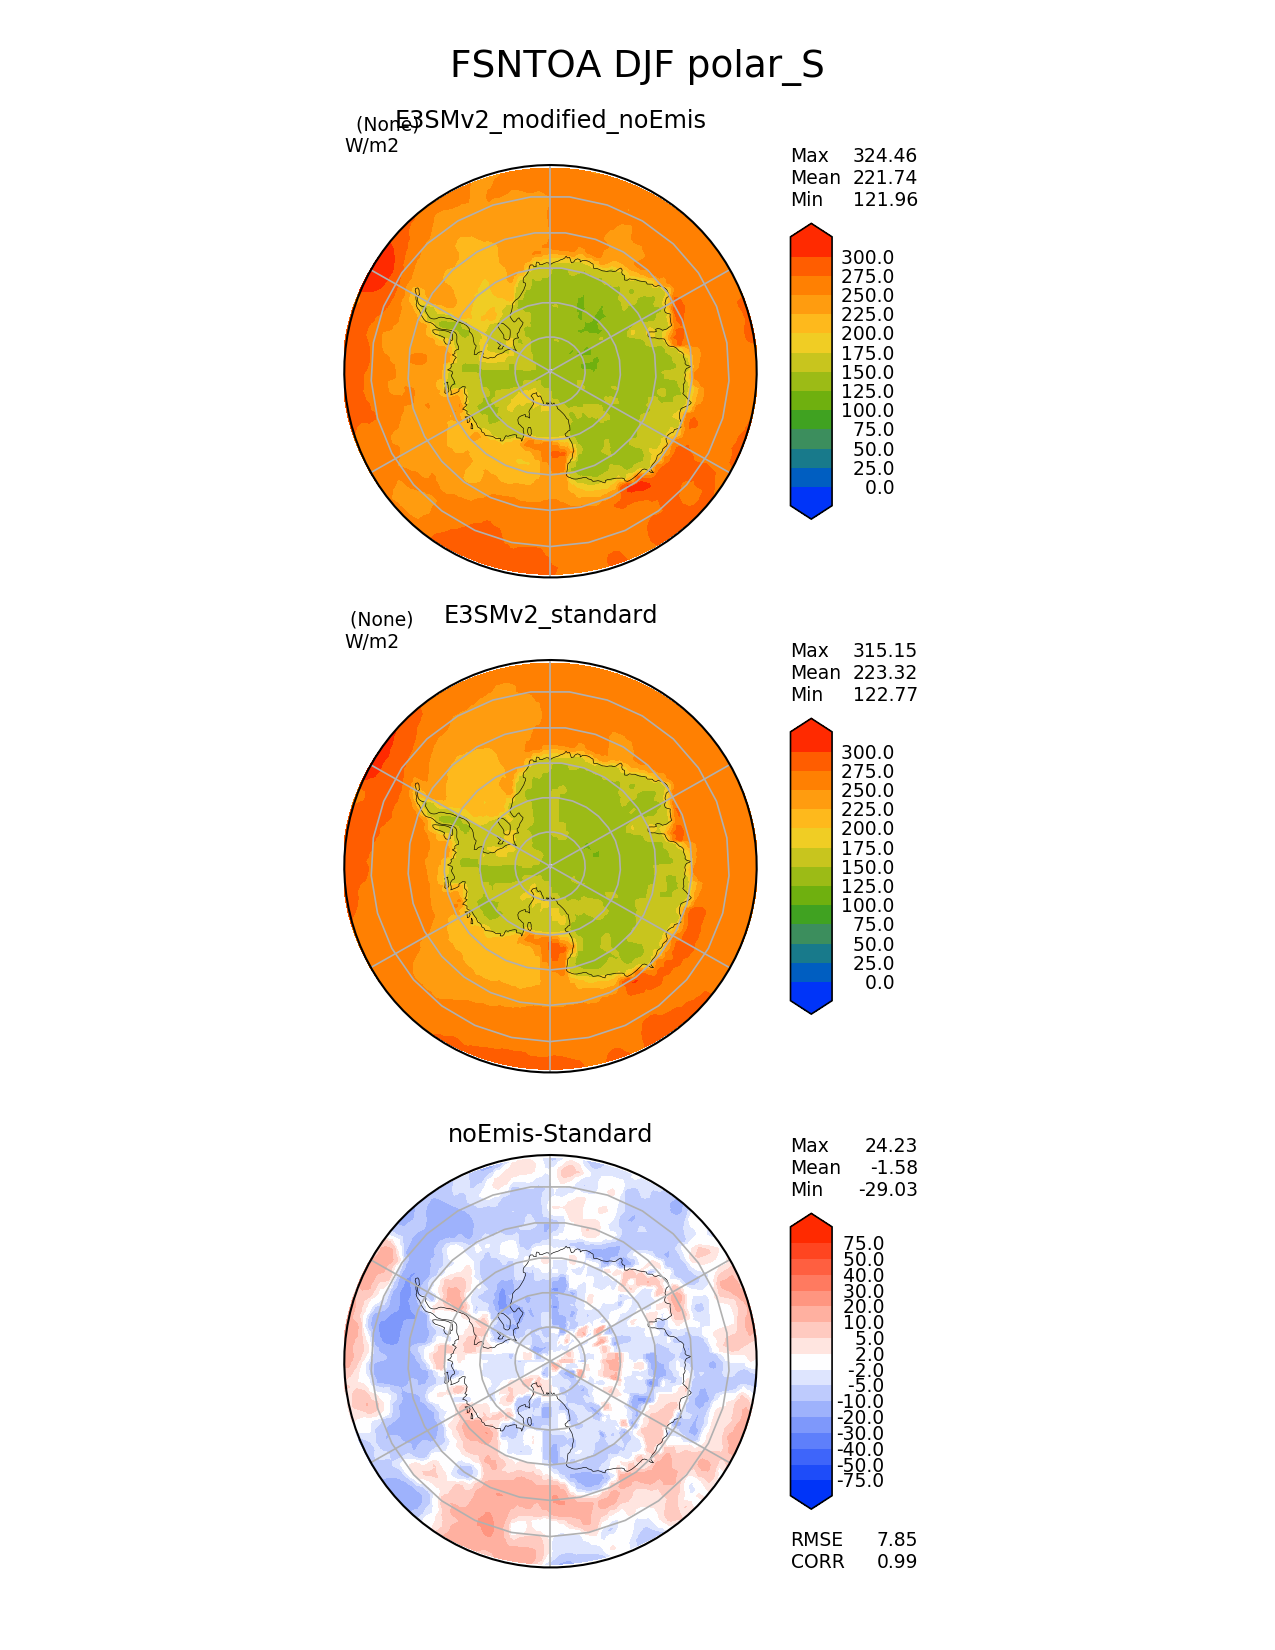 FSNTOA DJF polar_S
E3SMv2_modified_noEmis
(None)
W/m2
Max 324.46
Mean 221.74
Min 121.96
300.0
275.0
250.0
225.0
200.0
175.0
150.0
125.0
100.0
75.0
50.0
25.0
0.0
(None) E3SMv2_standard
W/m2
Max 315.15
Mean 223.32
Min 122.77
300.0
275.0
250.0
225.0
200.0
175.0
150.0
125.0
100.0
75.0
50.0
25.0
0.0
noEmis-Standard
Max 24.23
Mean -1.58
Min -29.03
75.0
50.0
40.0
30.0
20.0
10.0
5.0
2.0
-2.0
-5.0
-10.0
-20.0
-30.0
-40.0
-50.0
-75.0
RMSE 7.85
CORR 0.99